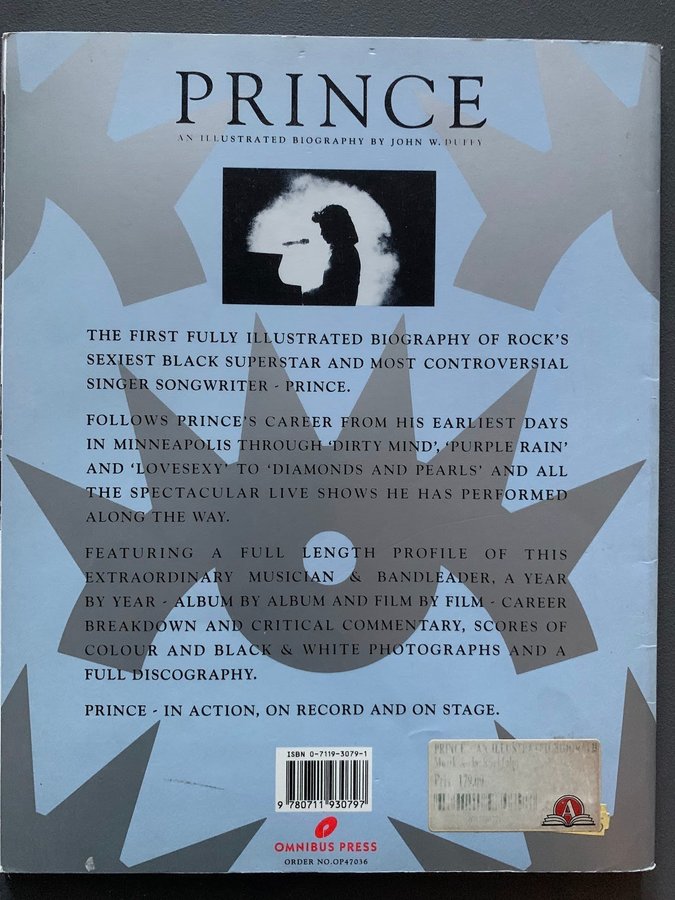 PRINCE
AN ILLUSTRATED BIOGRAPHY BY JOHN W. DUFFY
THE FIRST FULLY ILLUSTRATED BIOGRAPHY OF ROCK'S
SEXIEST BLACK SUPERSTAR AND MOST CONTROVERSIAL
SINGER SONGWRITER - PRINCE.
FOLLOWS PRINCE'S CAREER FROM HIS EARLIEST DAYS
IN MINNEAPOLIS THROUGH 'DIRTY MIND', 'PURPLE RAIN'
AND 'LOVESEXY' TO 'DIAMONDS AND PEARLS' AND ALL
THE SPECTACULAR LIVE SHOWS HE HAS PERFORMED
ALONG THE WAY.
FEATURING A FULL LENGTH PROFILE OF THIS
EXTRAORDINARY MUSICIAN & BANDLEADER, A YEAR
BY YEAR - ALBUM BY ALBUM AND FILM BY FILM - CAREER
BREAKDOWN AND CRITICAL COMMENTARY, SCORES OF
COLOUR AND BLACK & WHITE PHOTOGRAPHS AND A
FULL DISCOGRAPHY.
PRINCE - IN ACTION, ON RECORD AND ON STAGE.
ISBN 0-7119-3079-1
9 780711 930797
OMNIBUS PRESS
ORDER NO.OP47036
PRINCE - AN ILLUSTRATED
Pris
A